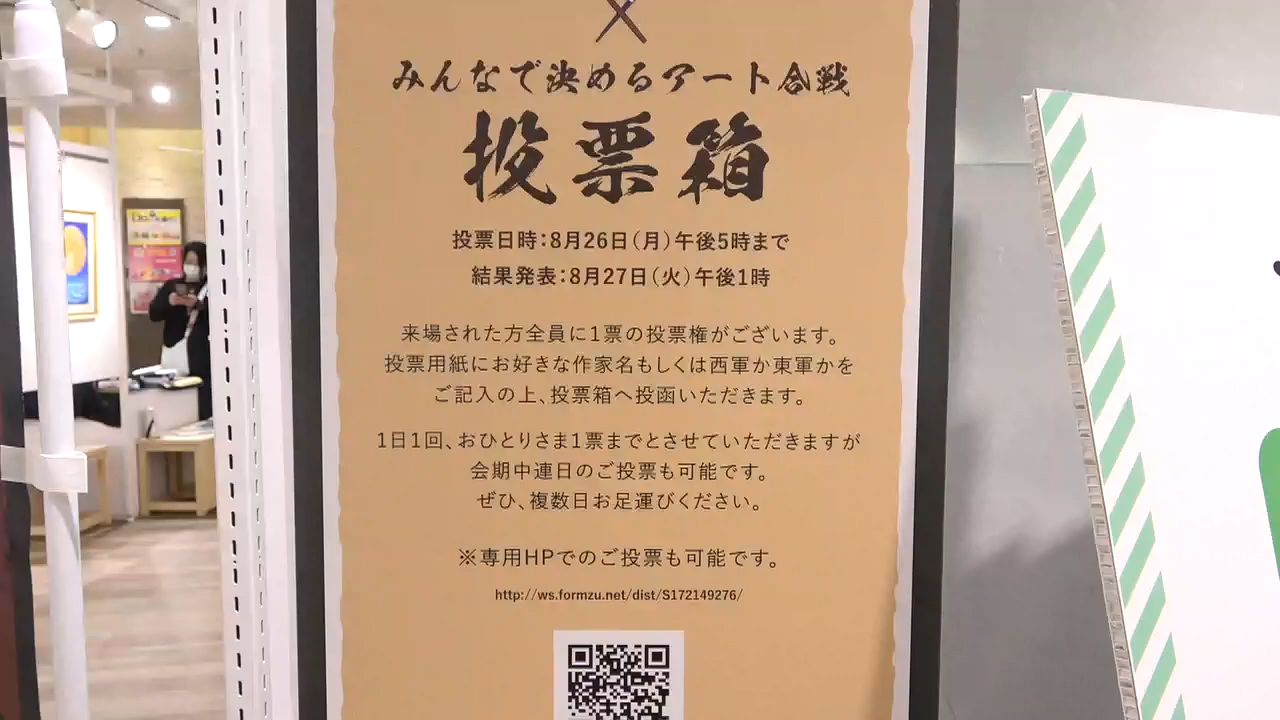 みんなで決めるアート合戦
投票箱
投票日時：8月26日（月）午後5時まで
結果発表：8月27日（火）午後1時
来場された方全員に1票の投票権がございます。
投票用紙にお好きな作家名もしくは西軍か東軍かを
ご記入の上、投票箱へ投函いただきます。
1日1回、おひとりさま1票までとさせていただきますが
会期中連日のご投票も可能です。
ぜひ、複数日お足運びください。
※専用HPでのご投票も可能です。
http://ws.formzu.net/dist/S172149276/